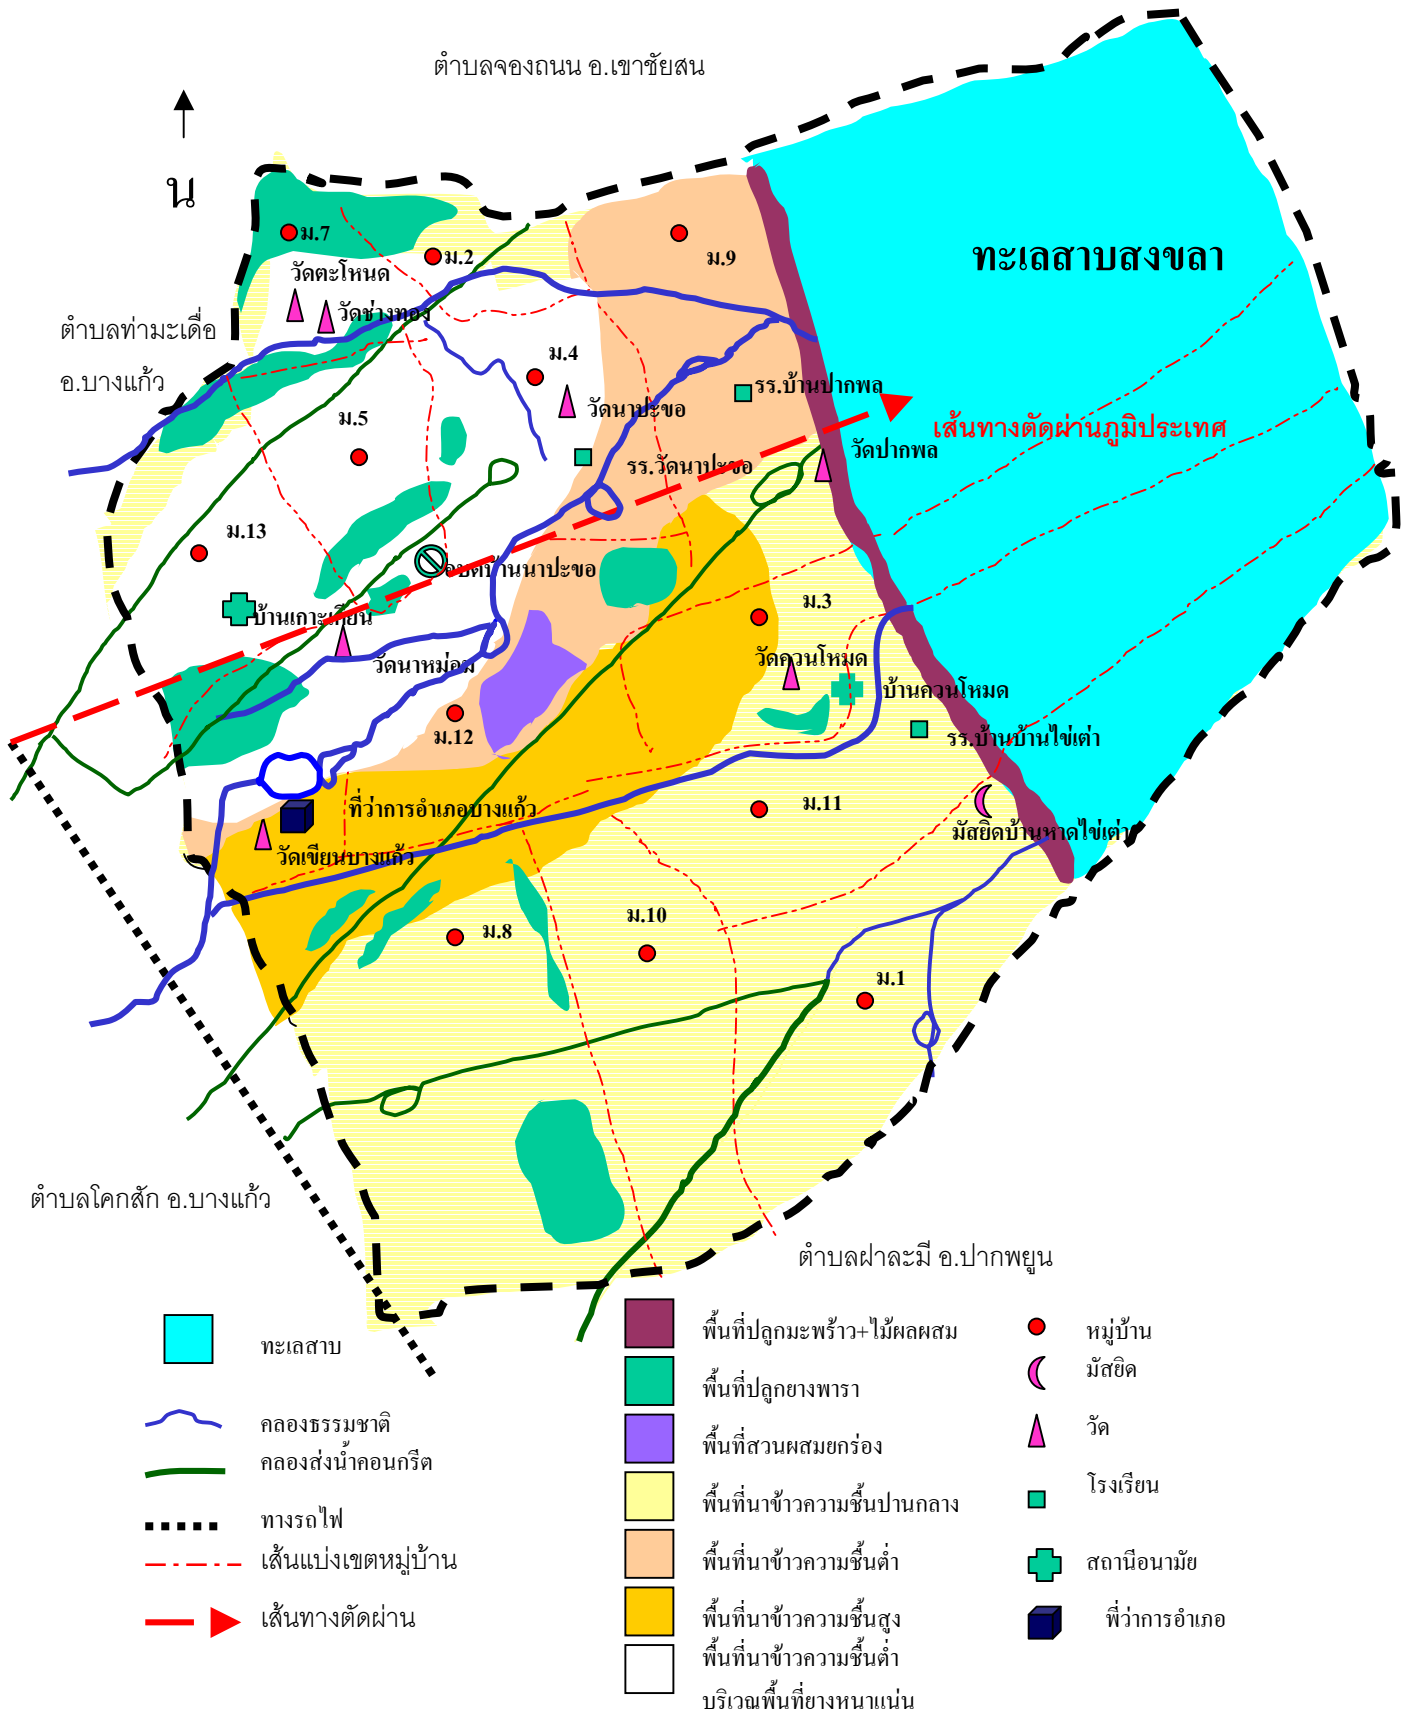 ตำบลจองถนน อ.เขาชัยสน
น
ม.7
ม.2
ม.9
วัดตะโหนด
วัดช่างทอง
ทะเลสาบสงขลา
ตำบลท่ามะเดื่อ
อ.บางแก้ว
ม.4
รร.บ้านปากพล
ม.5
วัดนาปะขอ
เส้นทางตัดผ่านภูมิประเทศ
วัดปากพล
รร.วัดนาปะขอ
ม.13
อบตบ้านนาปะขอ
ม.3
บ้านเกาะเคียน
วัดนาหม่อม
วัดควนโหมด
บ้านควนโหมด
ม.12
รร.บ้านบ้านไข่เต่า
ที่ว่าการอำเภอบางแก้ว
ม.11
มัสยิดบ้านหาดไข่เต่า
วัดเขียนบางแก้ว
ม.8
ม.10
ม.1
ตำบลโคกสัก อ.บางแก้ว
ตำบลฝาละมี อ.ปากพยูน
ทะเลสาบ
คลองธรรมชาติ
คลองส่งน้ำคอนกรีต
ทางรถไฟ
เส้นแบ่งเขตหมู่บ้าน
เส้นทางตัดผ่าน
พื้นที่ปลูกมะพร้าว+ไม้ผลผสม
พื้นที่ปลูกยางพารา
พื้นที่สวนผสมยกร่อง
พื้นที่นาข้าวความชื้นปานกลาง
พื้นที่นาข้าวความชื้นต่ำ
พื้นที่นาข้าวความชื้นสูง
พื้นที่นาข้าวความชื้นต่ำ
บริเวณพื้นที่ยางหนาแน่น
หมู่บ้าน
มัสยิด
วัด
โรงเรียน
สถานีอนามัย
พี่ว่าการอำเภอ